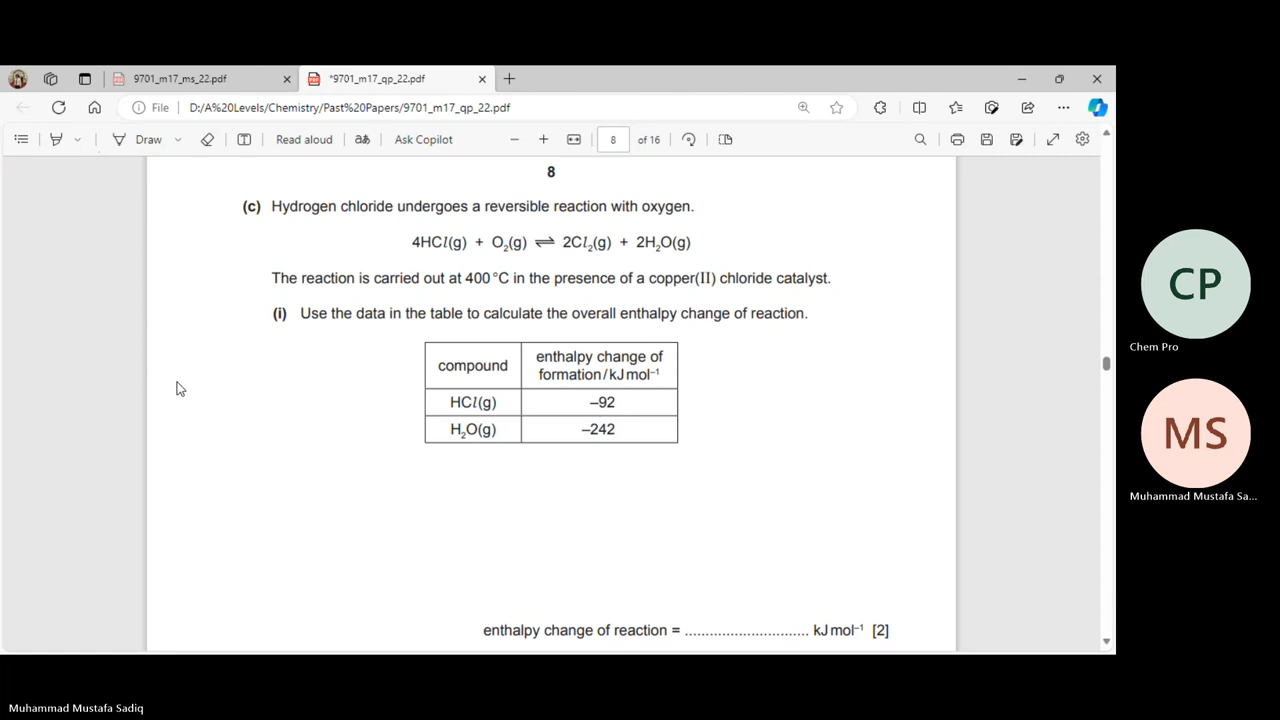 9701_m17_ms_22.pdf
*9701_m17_qp_22.pdf
File
D:/A%20Levels/Chemistry/Past%20Papers/9701_m17_qp_22.pdf
Draw
Read aloud
aあ
Ask Copilot
8
of 16
8
(c) Hydrogen chloride undergoes a reversible reaction with oxygen.
4HCl(g) + O₂(g) ⇌ 2Cl₂(g) + 2H₂O(g)
The reaction is carried out at 400 °C in the presence of a copper(II) chloride catalyst.
(i) Use the data in the table to calculate the overall enthalpy change of reaction.
compound
enthalpy change of
formation / kJ mol⁻¹
HCl(g) –92
H₂O(g) –242
enthalpy change of reaction = .............................. kJ mol⁻¹ [2]
CP
Chem Pro
MS
Muhammad Mustafa Sa...
Muhammad Mustafa Sadiq